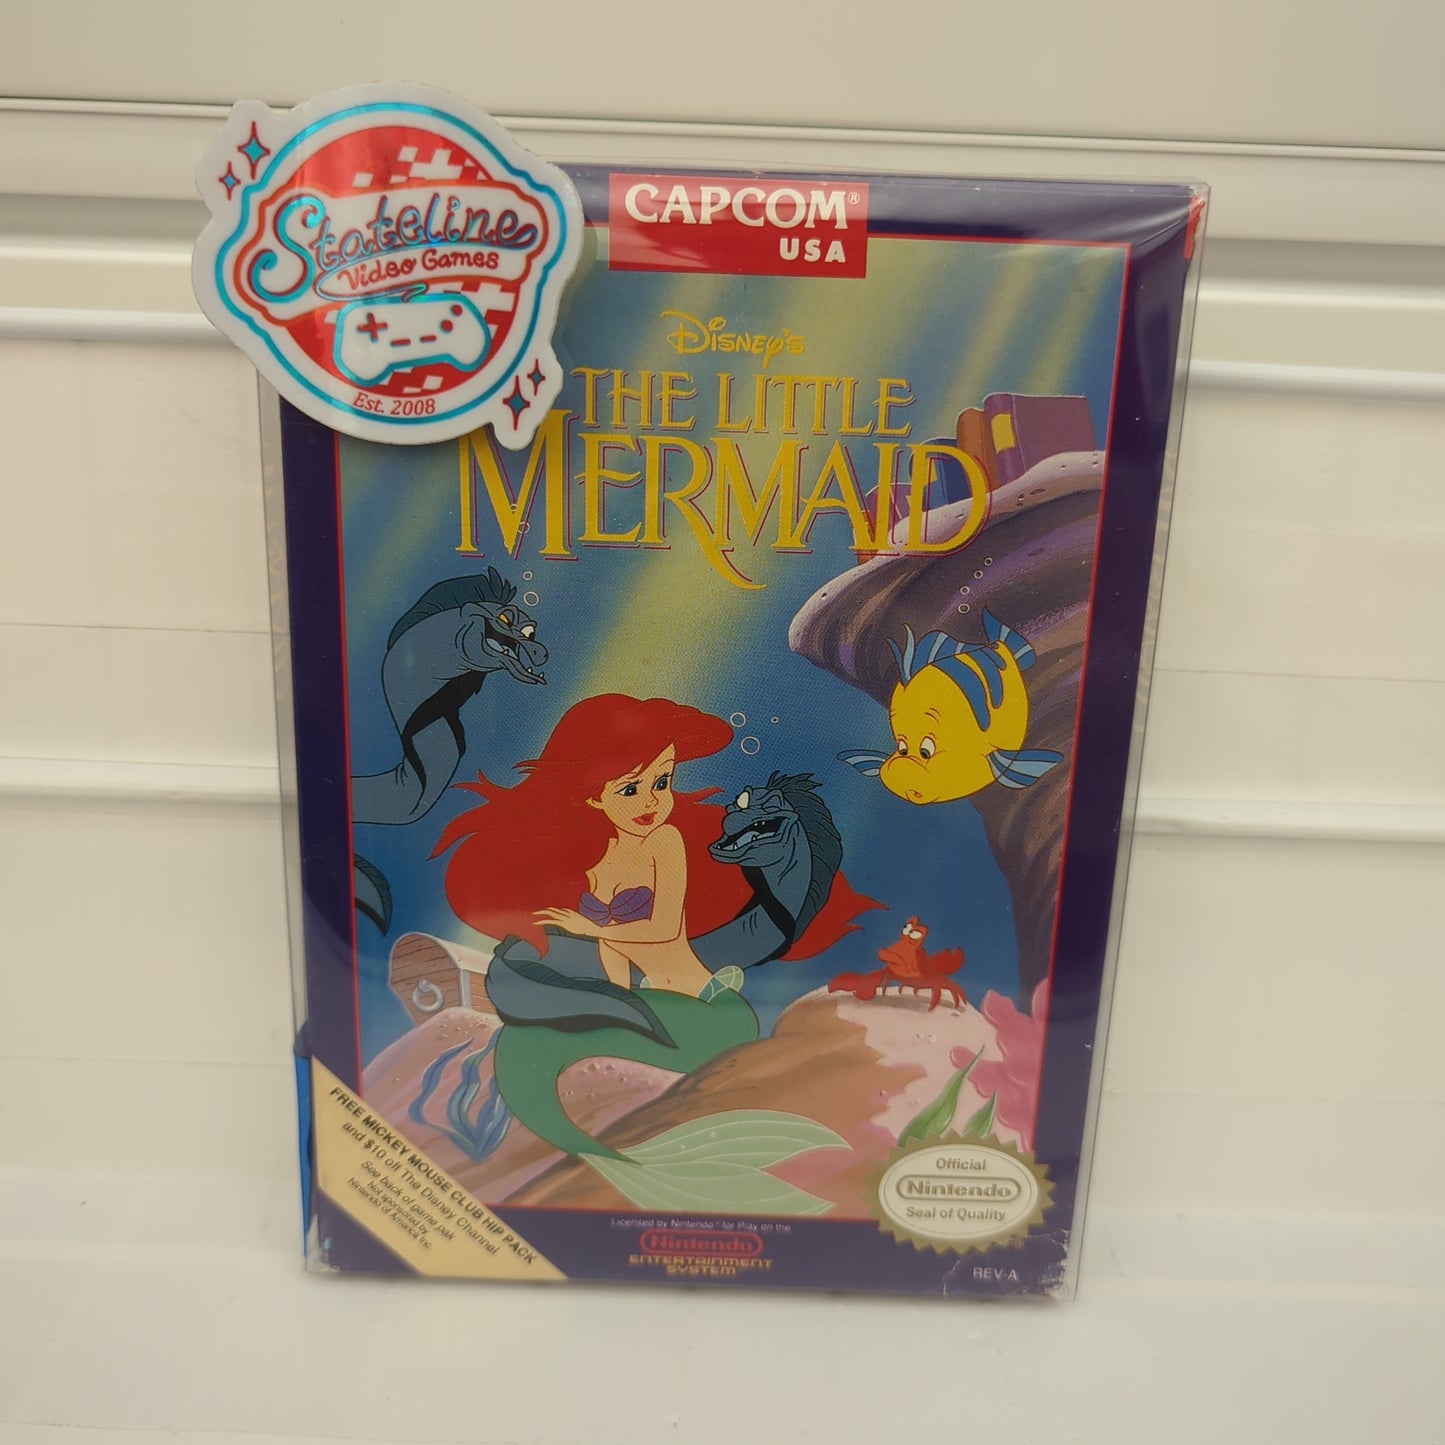 Stateline
Video Games
Est. 2008
CAPCOM®
USA
Disney's
THE LITTLE
MERMAID
FREE MICKEY MOUSE CLUB HIP PACK
and $10 off The Disney Channel
See back of game pak
Not sponsored by
Nintendo of America Inc.
Licensed by Nintendo® for Play on the
Nintendo
ENTERTAINMENT
SYSTEM
Official
Nintendo
Seal of Quality
REV-A